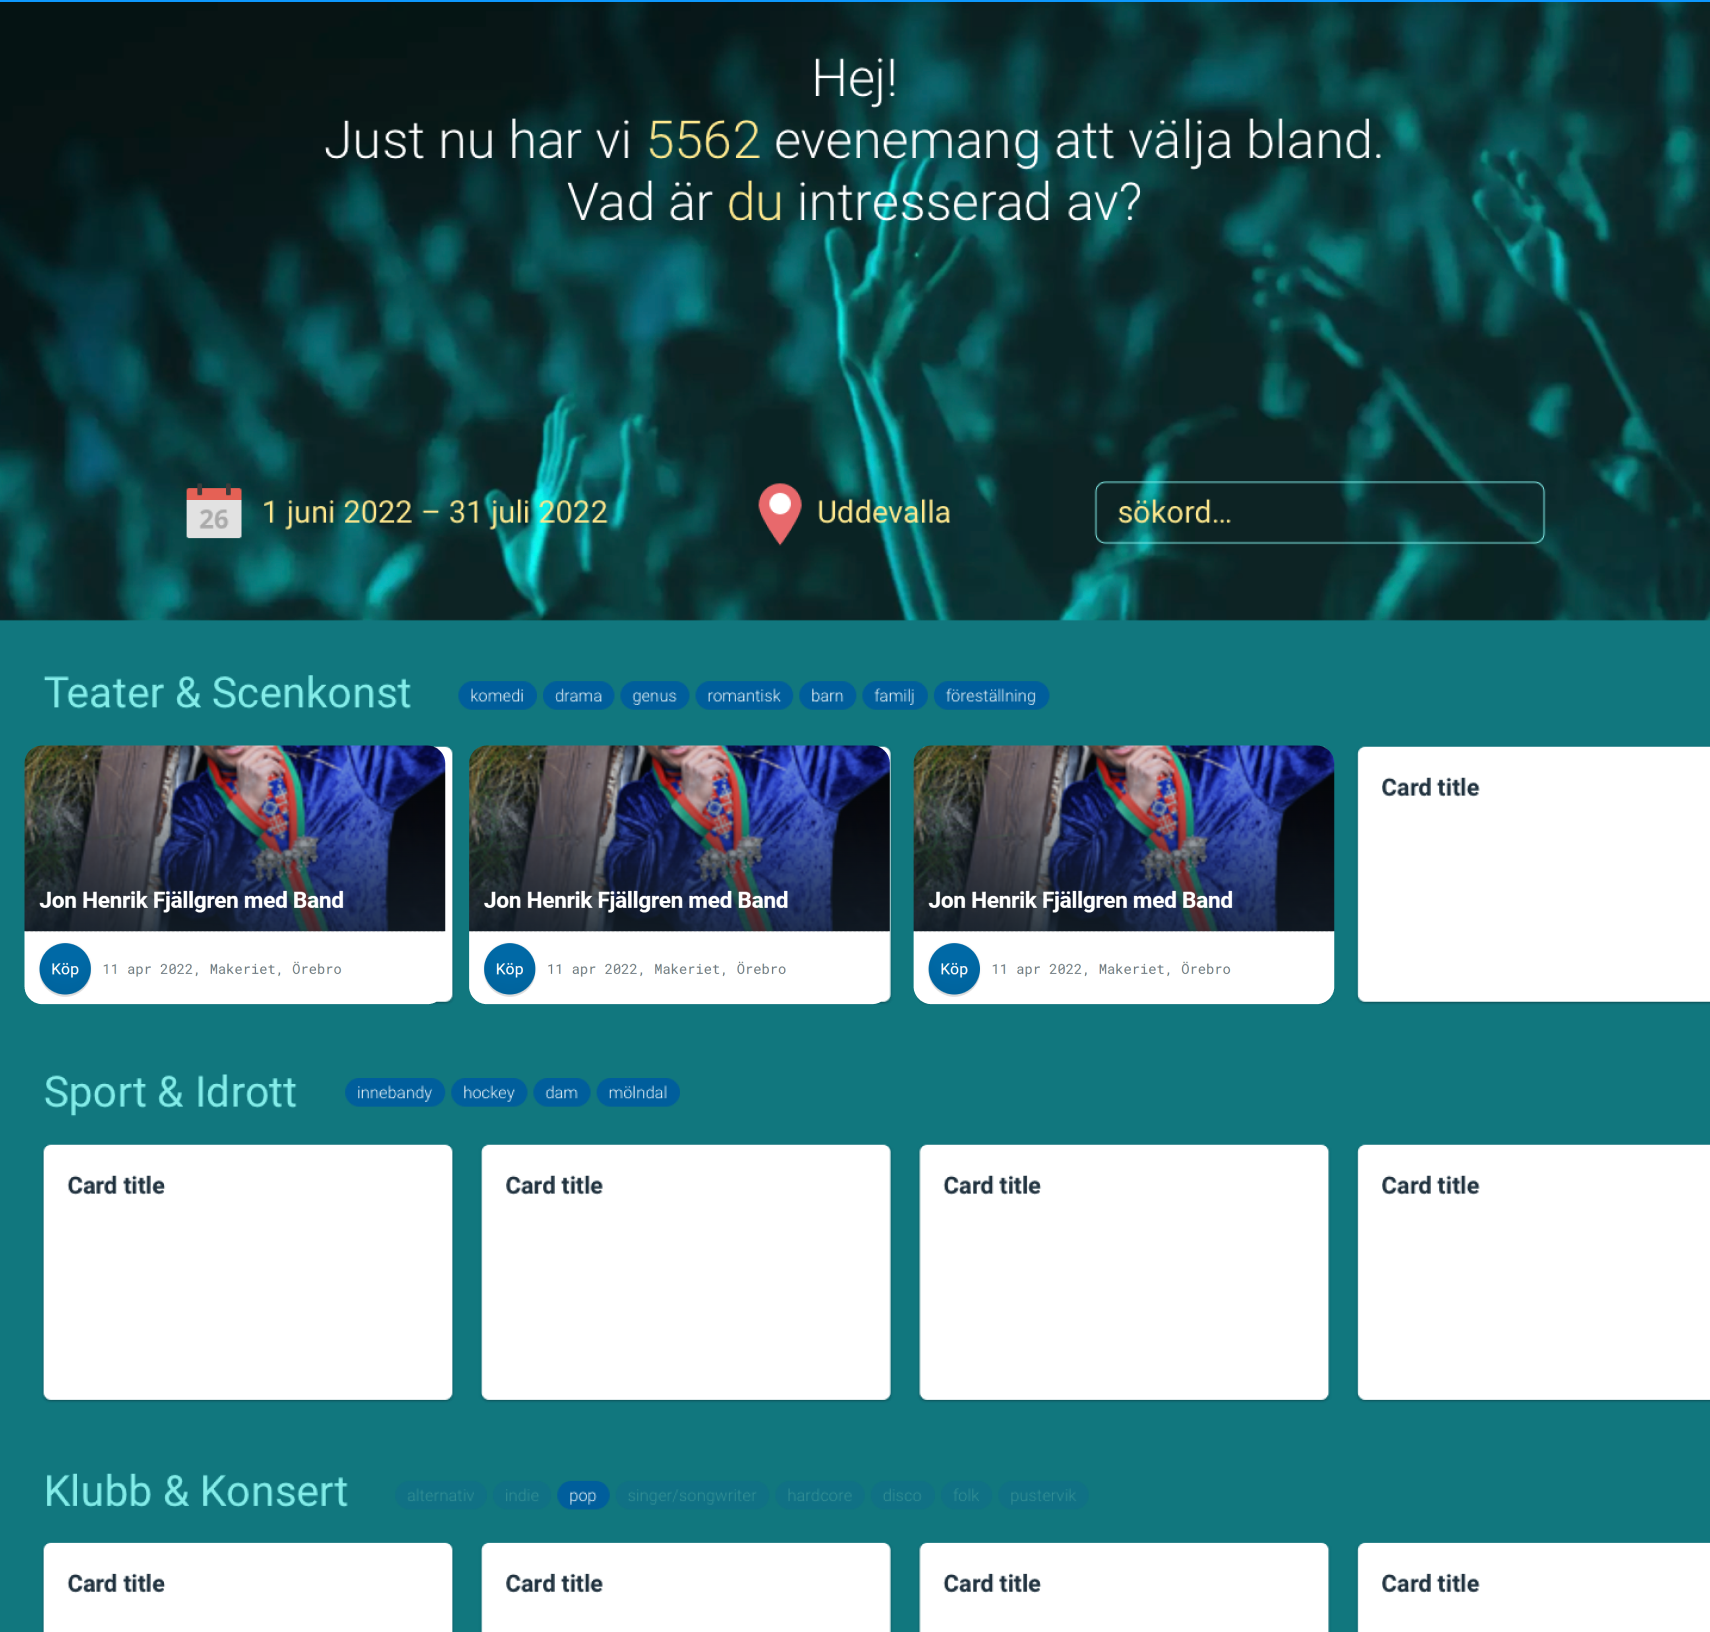 Hej!
Just nu har vi 5562 evenemang att välja bland.
Vad är du intresserad av?
26 1 juni 2022 – 31 juli 2022 Uddevalla sökord...
Teater & Scenkonst komedi drama genus romantisk barn familj föreställning
Jon Henrik Fjällgren med Band Jon Henrik Fjällgren med Band Jon Henrik Fjällgren med Band Card title
Köp 11 apr 2022, Makeriet, Örebro Köp 11 apr 2022, Makeriet, Örebro Köp 11 apr 2022, Makeriet, Örebro
Sport & Idrott innebandy hockey dam mölndal
Card title Card title Card title Card title
Klubb & Konsert alternativ indie pop singer/songwriter hardcore disco folk pustervik
Card title Card title Card title Card title